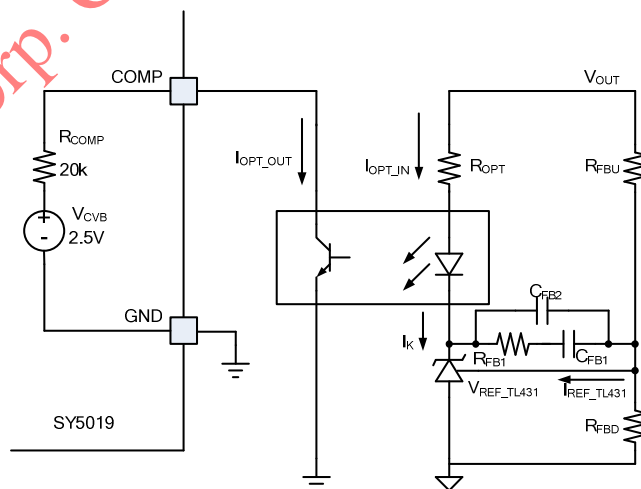 orp. C
COMP
VOUT
RCOMP
20k
IOPT_OUT
IOPT_IN
ROPT
RFBU
VCVB
2.5V
+
-
CFB2
GND
IK
RFB1
CFB1
VREF_TL431
IREF_TL431
SY5019
RFBD